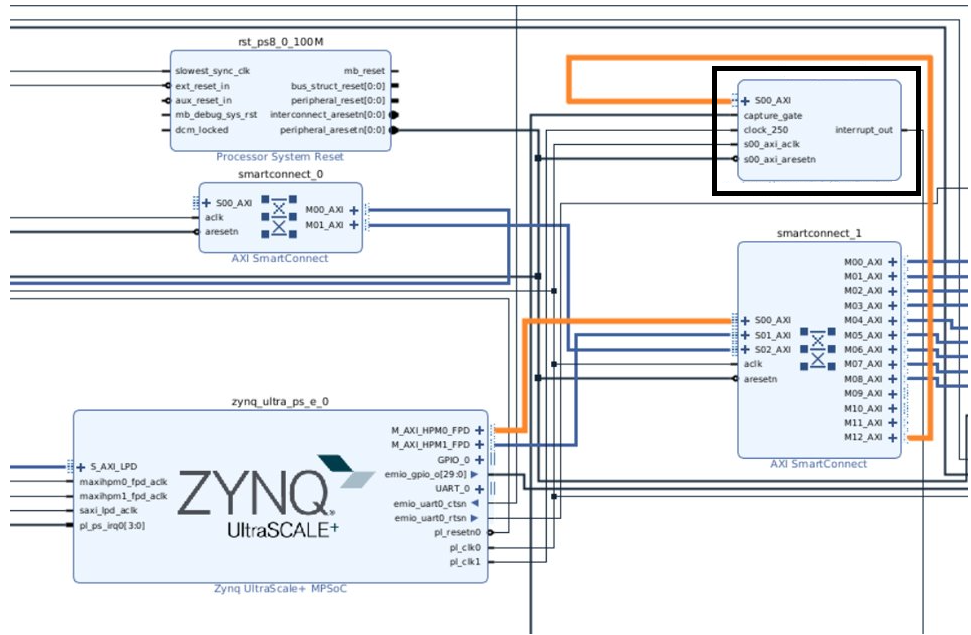 rst_ps8_0_100M
slowest_sync_clk
ext_reset_in
aux_reset_in
mb_debug_sys_rst
dcm_locked
mb_reset
bus_struct_reset[0:0]
peripheral_reset[0:0]
interconnect_aresetn[0:0]
peripheral_aresetn[0:0]
Processor System Reset
S00_AXI
capture_gate
clock_250
s00_axi_aclk
s00_axi_aresetn
interrupt_out
smartconnect_0
S00_AXI
aclk
aresetn
M00_AXI
M01_AXI
AXI SmartConnect
smartconnect_1
S00_AXI
S01_AXI
S02_AXI
aclk
aresetn
M00_AXI
M01_AXI
M02_AXI
M03_AXI
M04_AXI
M05_AXI
M06_AXI
M07_AXI
M08_AXI
M09_AXI
M10_AXI
M11_AXI
M12_AXI
AXI SmartConnect
zynq_ultra_ps_e_0
S_AXI_LPD
maxihpm0_fpd_aclk
maxihpm1_fpd_aclk
saxi_lpd_aclk
pl_ps_irq0[3:0]
ZYNQ
UltraSCALE+
M_AXI_HPM0_FPD
M_AXI_HPM1_FPD
GPIO_0
emio_gpio_o[29:0]
UART_0
emio_uart0_ctsn
emio_uart0_rtsn
pl_resetn0
pl_clk0
pl_clk1
Zynq UltraScale+ MPSoC